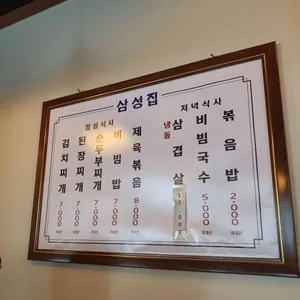 삼성집
점심식사
김치찌개 7,000
된장찌개 7,000
순두부찌개 7,000
비빔밥 7,000
제육볶음 8,000
저녁식사
냉동 삼겹살
비빔국수 5,000
볶음밥 2,000